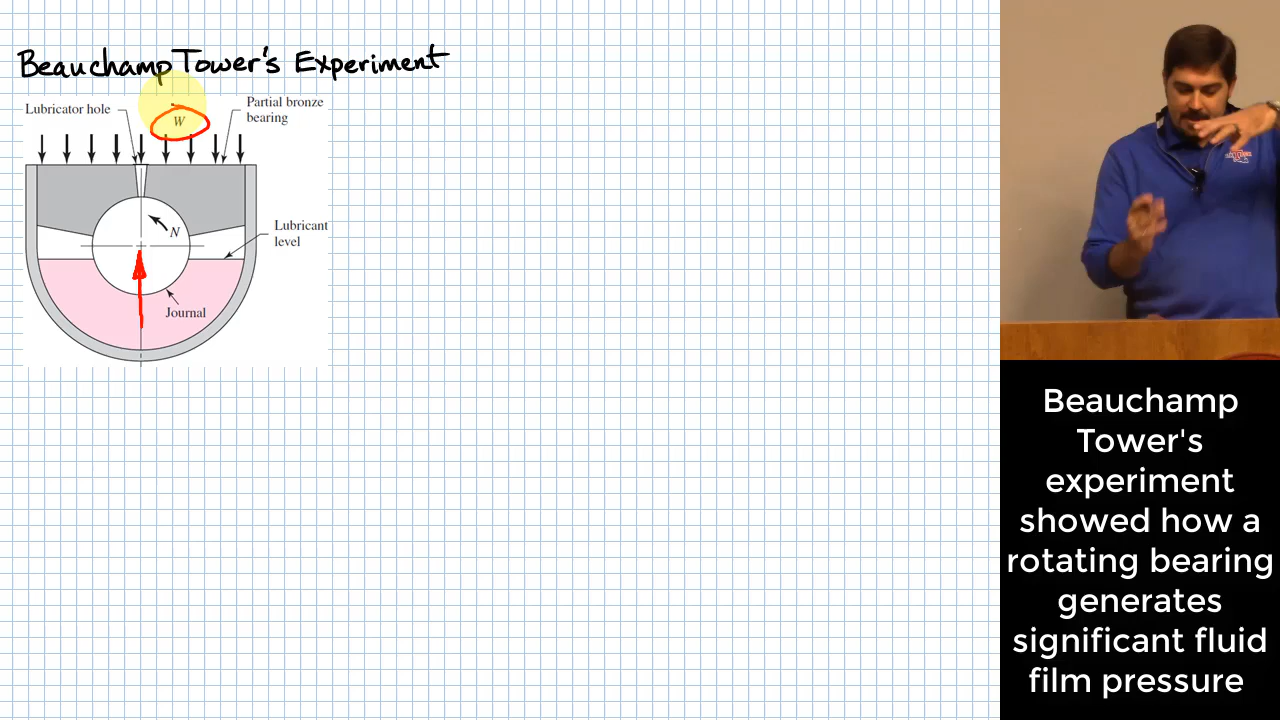 Beauchamp Tower's Experiment
Lubricator hole
W
Partial bronze
bearing
N
Lubricant
level
Journal
Beauchamp
Tower's
experiment
showed how a
rotating bearing
generates
significant fluid
film pressure